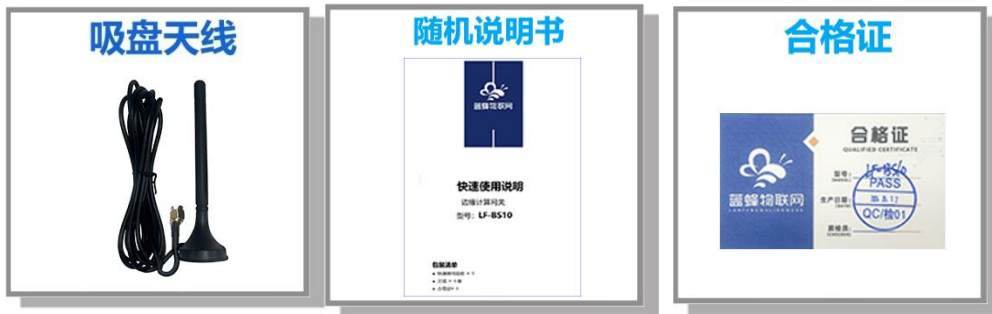 吸盘天线
随机说明书
蓝蜂物联网
快速使用说明
边缘计算网关
型号：LF-BS10
包装清单
合格证
合格证
QUALIFIED CERTIFICATE
型号：
LF-BS10
PASS
生产日期：
QC/检01
质检员：
蓝蜂物联网
LANFENGWULIANWANG